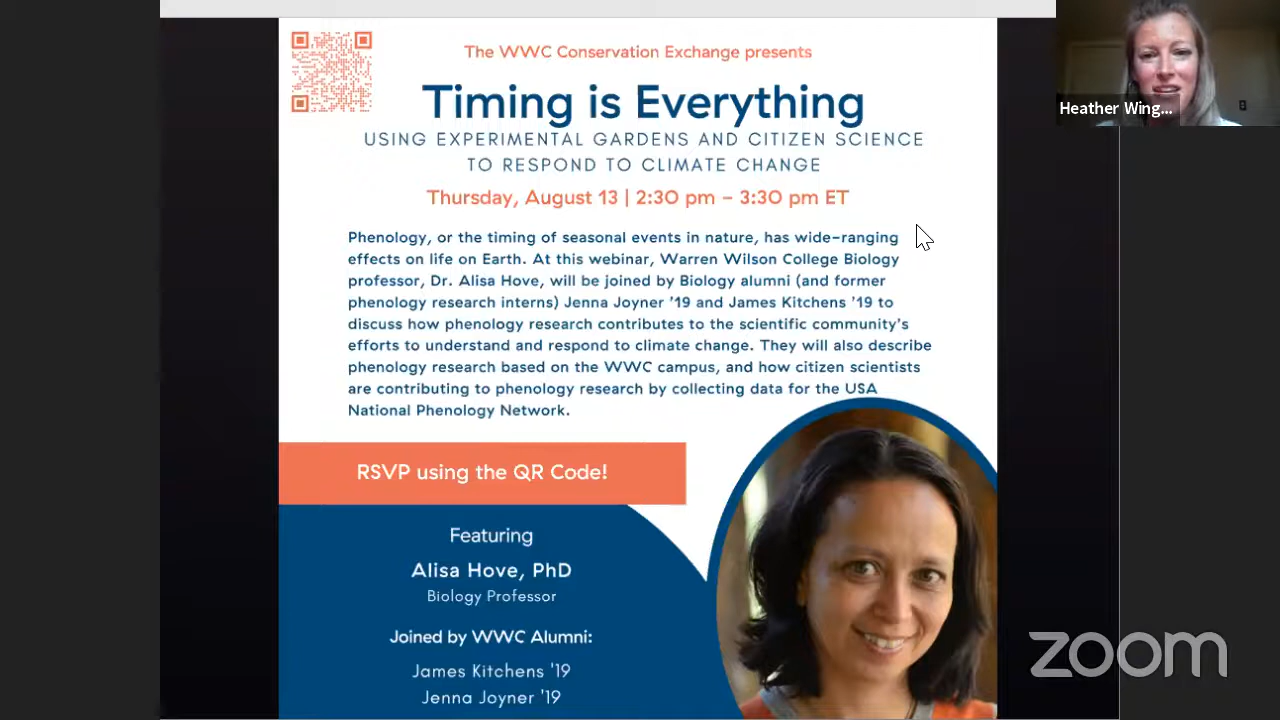 The WWC Conservation Exchange presents
Timing is Everything
USING EXPERIMENTAL GARDENS AND CITIZEN SCIENCE
TO RESPOND TO CLIMATE CHANGE
Thursday, August 13 | 2:30 pm – 3:30 pm ET
Phenology, or the timing of seasonal events in nature, has wide-ranging
effects on life on Earth. At this webinar, Warren Wilson College Biology
professor, Dr. Alisa Hove, will be joined by Biology alumni (and former
phenology research interns) Jenna Joyner '19 and James Kitchens '19 to
discuss how phenology research contributes to the scientific community's
efforts to understand and respond to climate change. They will also describe
phenology research based on the WWC campus, and how citizen scientists
are contributing to phenology research by collecting data for the USA
National Phenology Network.
RSVP using the QR Code!
Featuring
Alisa Hove, PhD
Biology Professor
Joined by WWC Alumni:
James Kitchens '19
Jenna Joyner '19
Heather Wing...
zoom